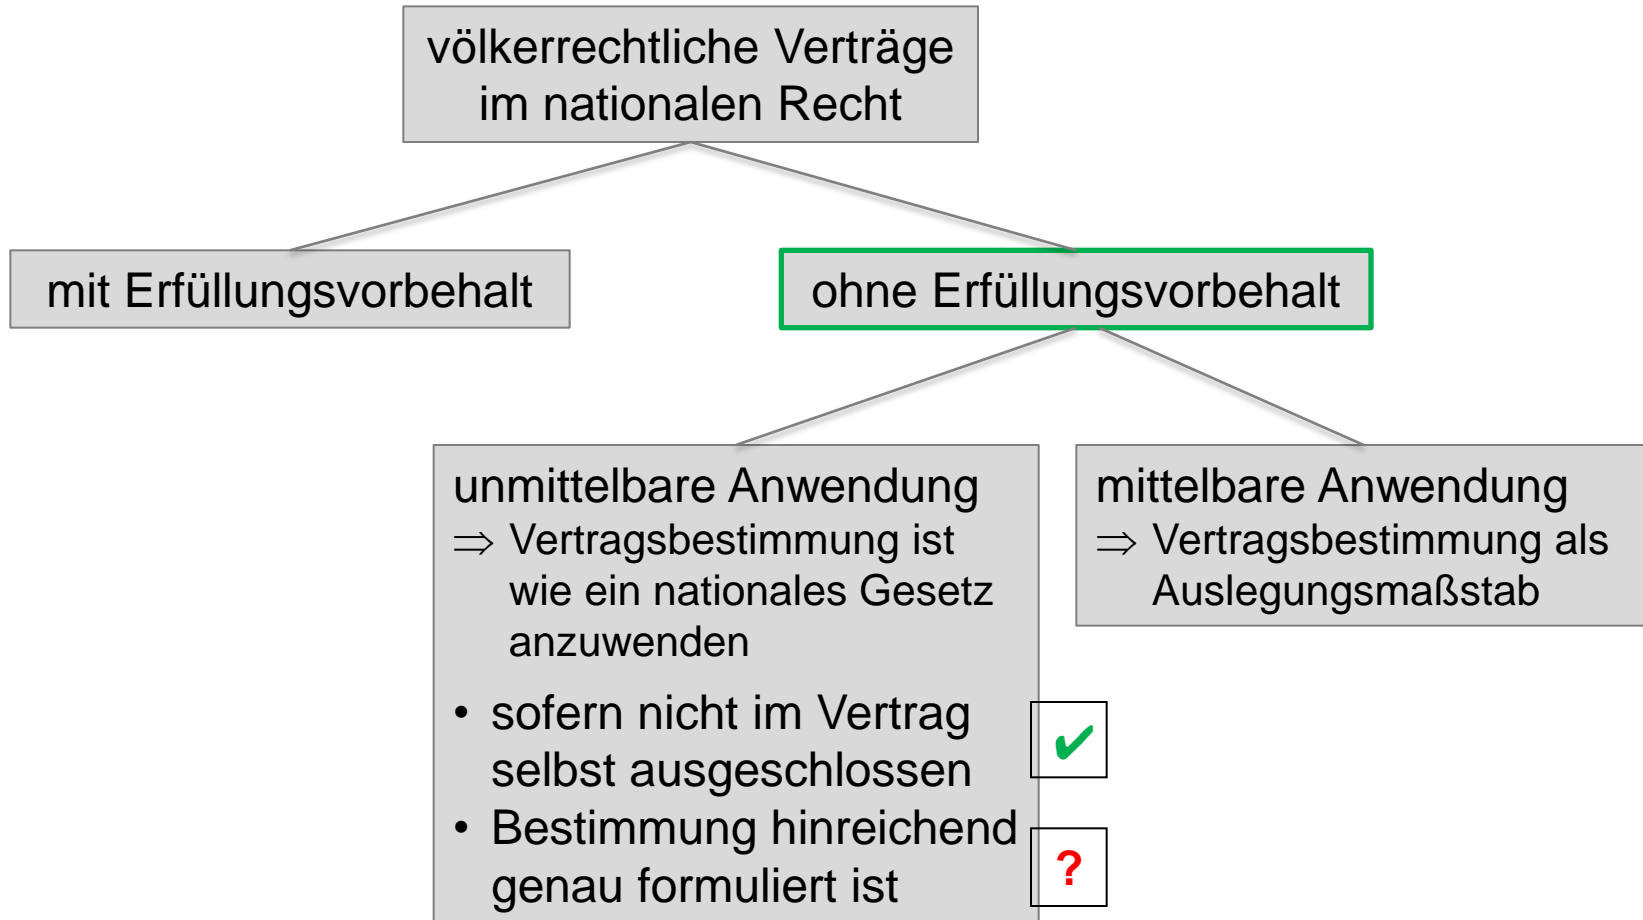 völkerrechtliche Verträge
im nationalen Recht
mit Erfüllungsvorbehalt
ohne Erfüllungsvorbehalt
unmittelbare Anwendung
⇒ Vertragsbestimmung ist
wie ein nationales Gesetz
anzuwenden
• sofern nicht im Vertrag
selbst ausgeschlossen
✔
• Bestimmung hinreichend
genau formuliert ist
?
mittelbare Anwendung
⇒ Vertragsbestimmung als
Auslegungsmaßstab